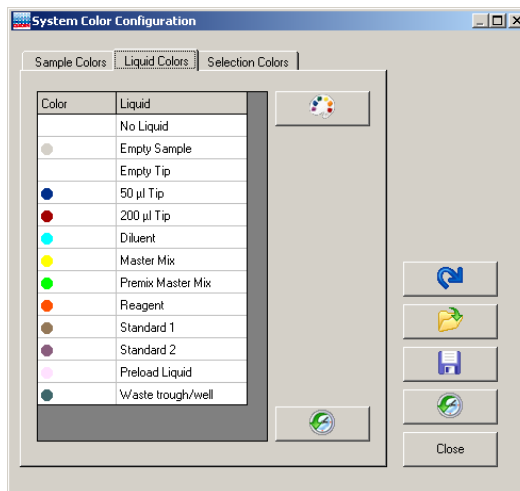 System Color Configuration
Sample Colors Liquid Colors Selection Colors
Color Liquid
No Liquid
Empty Sample
Empty Tip
50 µl Tip
200 µl Tip
Diluent
Master Mix
Premix Master Mix
Reagent
Standard 1
Standard 2
Preload Liquid
Waste trough/well
Close